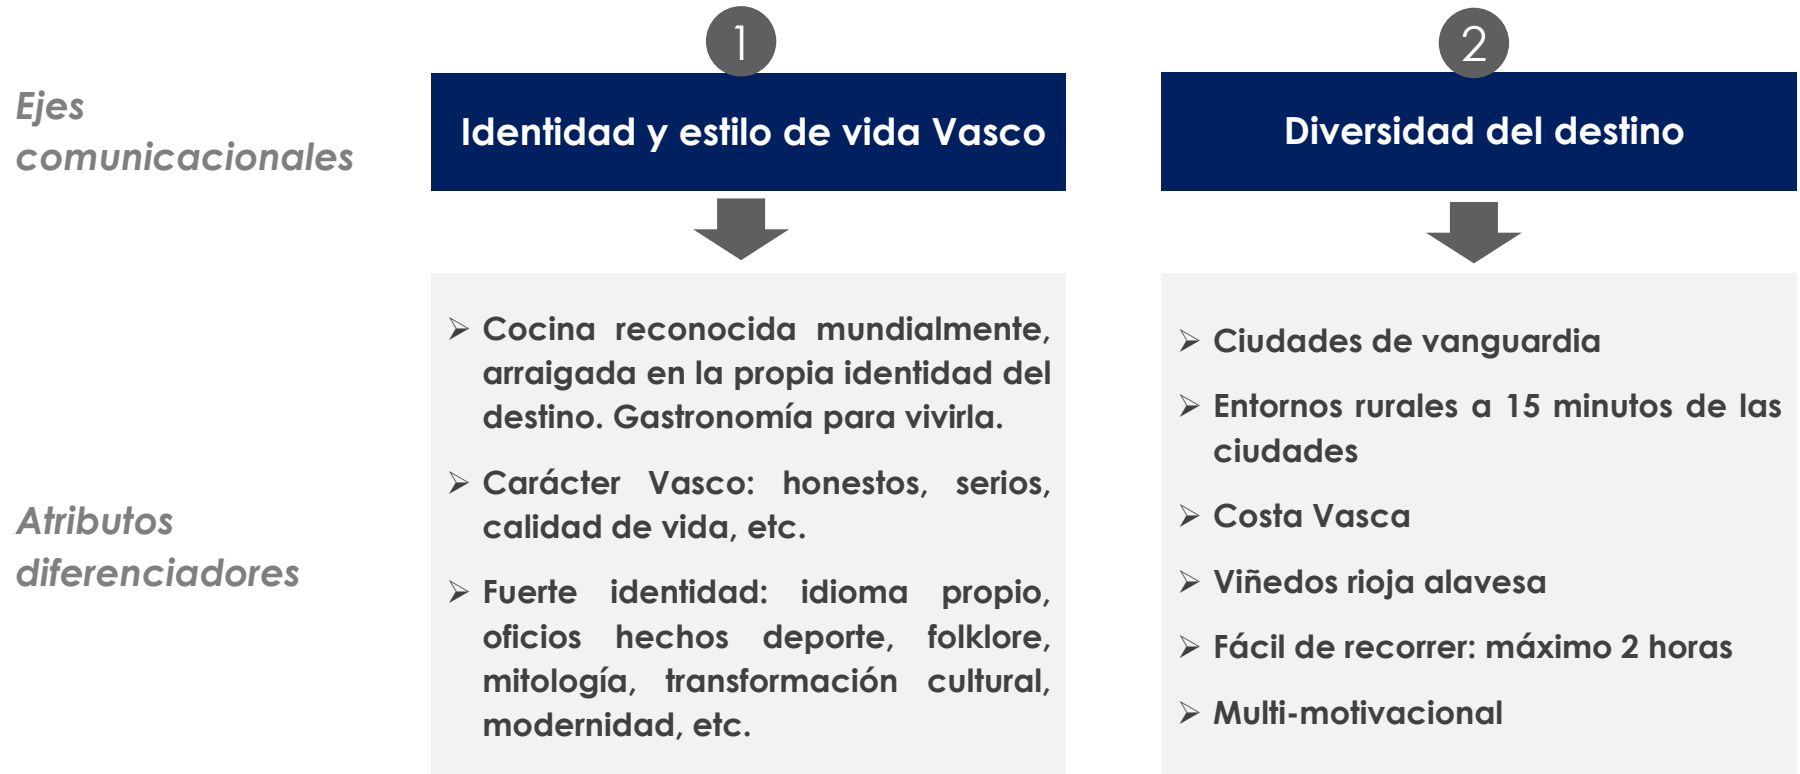 Ejes
comunicacionales
1
Identidad y estilo de vida Vasco
2
Diversidad del destino
Atributos
diferenciadores
➢ Cocina reconocida mundialmente,
arraigada en la propia identidad del
destino. Gastronomía para vivirla.
➢ Carácter Vasco: honestos, serios,
calidad de vida, etc.
➢ Fuerte identidad: idioma propio,
oficios hechos deporte, folklore,
mitología, transformación cultural,
modernidad, etc.
➢ Ciudades de vanguardia
➢ Entornos rurales a 15 minutos de las
ciudades
➢ Costa Vasca
➢ Viñedos rioja alavesa
➢ Fácil de recorrer: máximo 2 horas
➢ Multi-motivacional